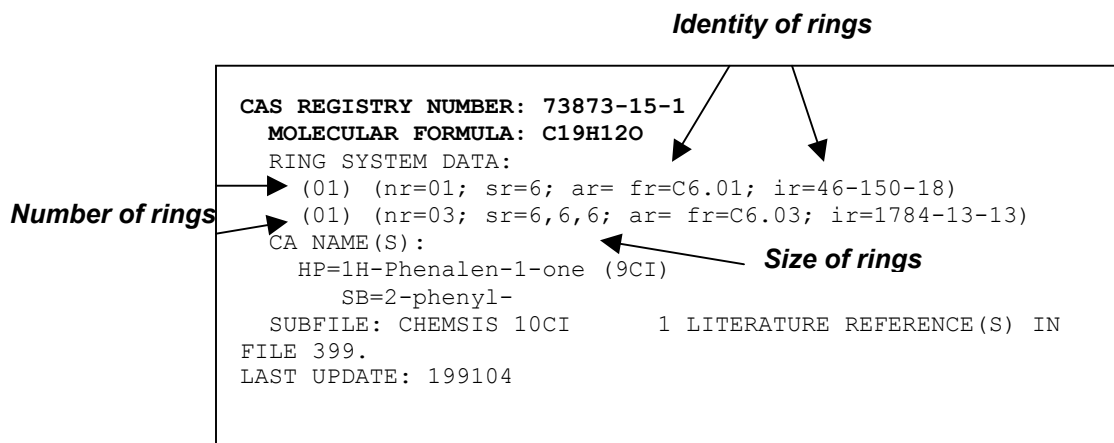 Identity of rings
CAS REGISTRY NUMBER: 73873-15-1
MOLECULAR FORMULA: C19H12O
RING SYSTEM DATA:
(01) (nr=01; sr=6; ar= fr=C6.01; ir=46-150-18)
Number of rings
(01) (nr=03; sr=6,6,6; ar= fr=C6.03; ir=1784-13-13)
CA NAME(S):
Size of rings
HP=1H-Phenalen-1-one (9CI)
SB=2-phenyl-
SUBFILE: CHEMSIS 10CI 1 LITERATURE REFERENCE(S) IN
FILE 399.
LAST UPDATE: 199104